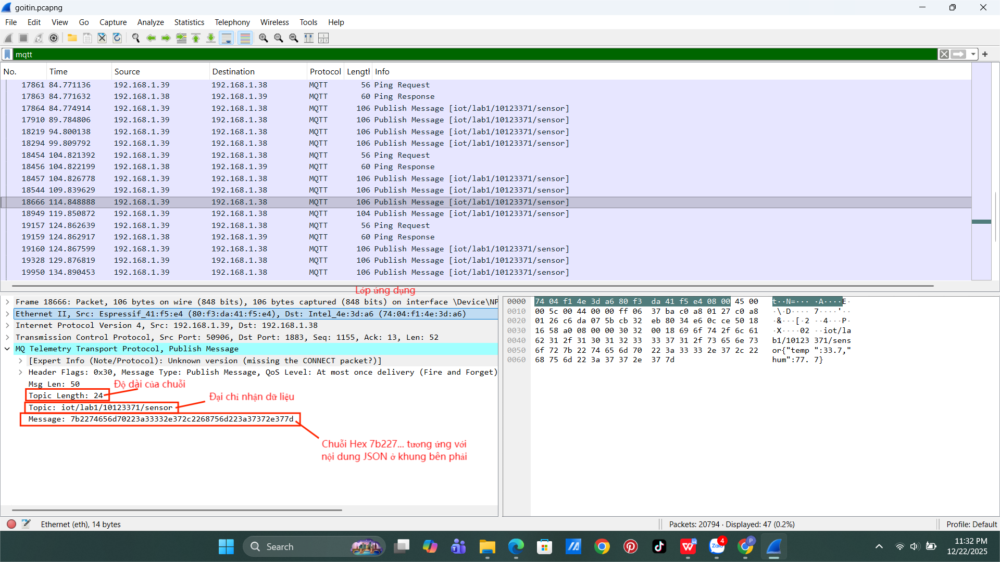 goitin.pcapng
File Edit View Go Capture Analyze Statistics Telephony Wireless Tools Help
mqtt
No. Time Source Destination Protocol Length Info
17861 84.771136 192.168.1.39 192.168.1.38 MQTT 56 Ping Request
17863 84.771632 192.168.1.38 192.168.1.39 MQTT 60 Ping Response
17864 84.774914 192.168.1.39 192.168.1.38 MQTT 106 Publish Message [iot/lab1/10123371/sensor]
17910 89.784806 192.168.1.39 192.168.1.38 MQTT 106 Publish Message [iot/lab1/10123371/sensor]
18219 94.800138 192.168.1.39 192.168.1.38 MQTT 106 Publish Message [iot/lab1/10123371/sensor]
18294 99.809792 192.168.1.39 192.168.1.38 MQTT 106 Publish Message [iot/lab1/10123371/sensor]
18454 104.821392 192.168.1.39 192.168.1.38 MQTT 56 Ping Request
18456 104.822199 192.168.1.38 192.168.1.39 MQTT 60 Ping Response
18457 104.826778 192.168.1.39 192.168.1.38 MQTT 106 Publish Message [iot/lab1/10123371/sensor]
18544 109.839629 192.168.1.39 192.168.1.38 MQTT 106 Publish Message [iot/lab1/10123371/sensor]
18666 114.848888 192.168.1.39 192.168.1.38 MQTT 106 Publish Message [iot/lab1/10123371/sensor]
18949 119.850872 192.168.1.39 192.168.1.38 MQTT 104 Publish Message [iot/lab1/10123371/sensor]
19157 124.862639 192.168.1.39 192.168.1.38 MQTT 56 Ping Request
19159 124.862917 192.168.1.38 192.168.1.39 MQTT 60 Ping Response
19160 124.867599 192.168.1.39 192.168.1.38 MQTT 106 Publish Message [iot/lab1/10123371/sensor]
19328 129.876819 192.168.1.39 192.168.1.38 MQTT 106 Publish Message [iot/lab1/10123371/sensor]
19950 134.890453 192.168.1.39 192.168.1.38 MQTT 106 Publish Message [iot/lab1/10123371/sensor]
Lớp ứng dụng
Frame 18666: Packet, 106 bytes on wire (848 bits), 106 bytes captured (848 bits) on interface \Device\NP
Ethernet II, Src: Espressif_41:f5:e4 (80:f3:da:41:f5:e4), Dst: Intel_4e:3d:a6 (74:04:f1:4e:3d:a6)
Internet Protocol Version 4, Src: 192.168.1.39, Dst: 192.168.1.38
Transmission Control Protocol, Src Port: 50906, Dst Port: 1883, Seq: 1155, Ack: 13, Len: 52
MQ Telemetry Transport Protocol, Publish Message
[Expert Info (Note/Protocol): Unknown version (missing the CONNECT packet?)]
Header Flags: 0x30, Message Type: Publish Message, QoS Level: At most once delivery (Fire and Forget)
Msg Len: 50
Độ dài của chuỗi
Topic Length: 24
Đại chỉ nhận dữ liệu
Topic: iot/lab1/10123371/sensor
Message: 7b2274656d70223a33332e372c2268756d223a37372e377d
Chuỗi Hex 7b227... tương ứng với
nội dung JSON ở khung bên phải
0000 74 04 f1 4e 3d a6 80 f3 da 41 f5 e4 08 00 45 00 t··N=··· ·A····E·
0010 00 5c 00 44 00 00 ff 06 37 ba c0 a8 01 27 c0 a8 ·\·D···· 7····'··
0020 01 26 c6 da 07 5b cb 32 eb 80 34 e6 0c ce 50 18 ·&···[·2 ··4···P·
0030 16 58 a0 08 00 00 30 32 00 18 69 6f 74 2f 6c 61 ·X····02 ··iot/la
0040 62 31 2f 31 30 31 32 33 33 37 31 2f 73 65 6e 73 b1/10123 371/sens
0050 6f 72 7b 22 74 65 6d 70 22 3a 33 33 2e 37 2c 22 or{"temp ":33.7,"
0060 68 75 6d 22 3a 37 37 2e 37 7d hum":77. 7}
Ethernet (eth), 14 bytes
Packets: 20794 · Displayed: 47 (0.2%)
Profile: Default
Search
Zalo
4
P
11:32 PM
12/22/2025